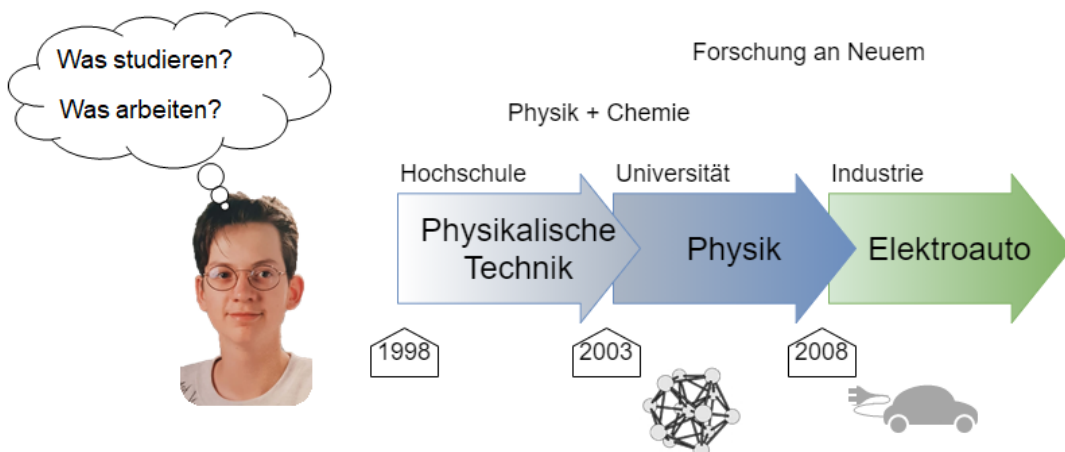 Was studieren?
Was arbeiten?
Forschung an Neuem
Physik + Chemie
Hochschule
Universität
Industrie
Physikalische
Technik
Physik
Elektroauto
1998
2003
2008